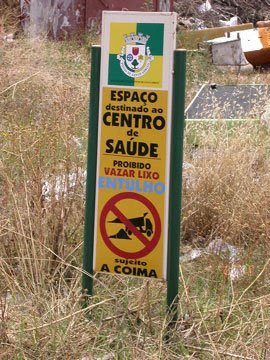 ESPAÇO
destinado ao
CENTRO
de
SAÚDE
PROIBIDO
VAZAR LIXO
ENTULHO
sujeito
A COIMA